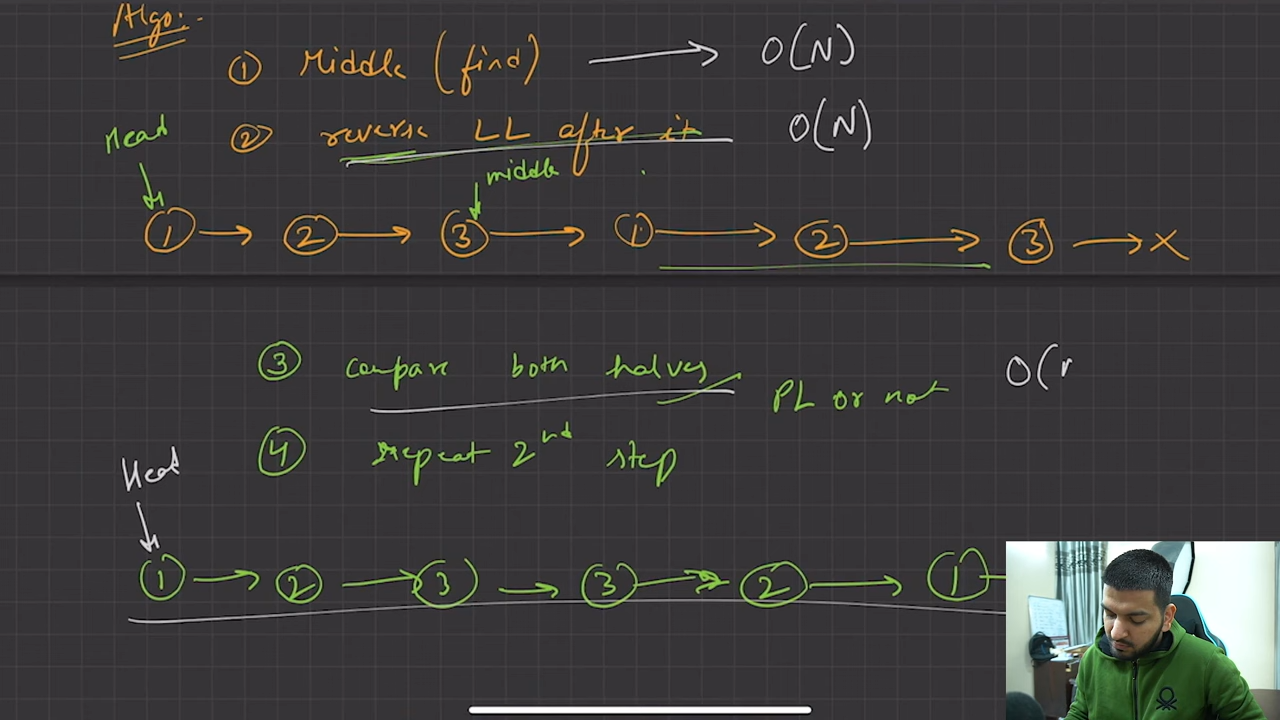 Algo:-
① Middle (find) → O(N)
② reverse LL after it O(N)
Head
middle
① → ② → ③ → ① → ② → ③ → X
③ compare both halves O(
PL or not
④ repeat 2nd step
Head
① → ② → ③ → ③ → ② → ①